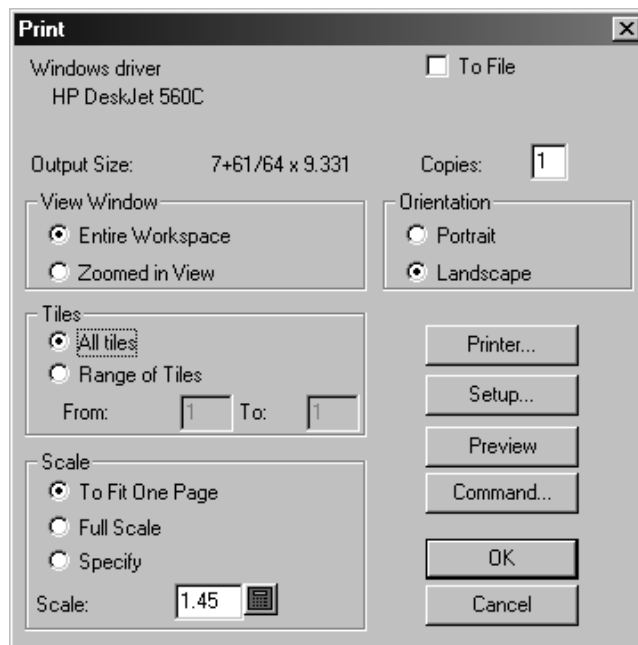 Print
Windows driver
HP DeskJet 560C
To File
Output Size: 7+61/64 x 9.331
Copies: 1
View Window
Entire Workspace
Zoomed in View
Orientation
Portrait
Landscape
Tiles
All tiles
Range of Tiles
From: 1 To: 1
Scale
To Fit One Page
Full Scale
Specify
Scale: 1.45
Printer...
Setup...
Preview
Command...
OK
Cancel